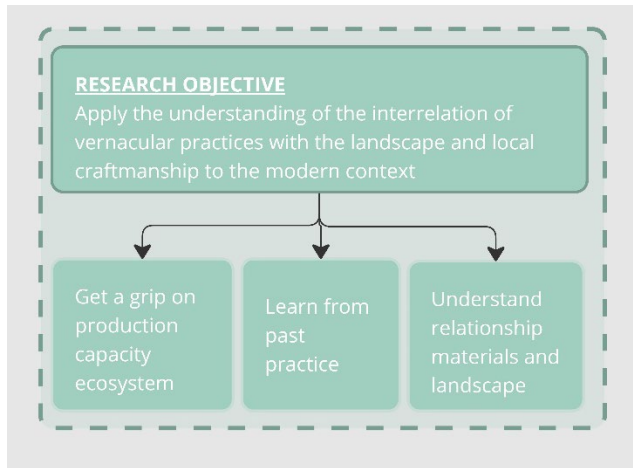 RESEARCH OBJECTIVE
Apply the understanding of the interrelation of
vernacular practices with the landscape and local
craftmanship to the modern context
Get a grip on
production
capacity
ecosystem
Learn from
past
practice
Understand
relationship
materials and
landscape